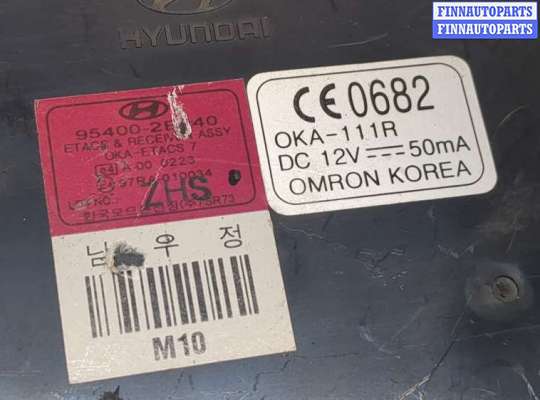 FINNAUTOPARTS
FINNAUTOPARTS
HYUNDAI
95400-2
ETACS & RECEIVER ASSY
OKA-ETACS 7
ZHS
남 우 정
M10
CE 0682
OKA-111R
DC 12V 50mA
OMRON KOREA